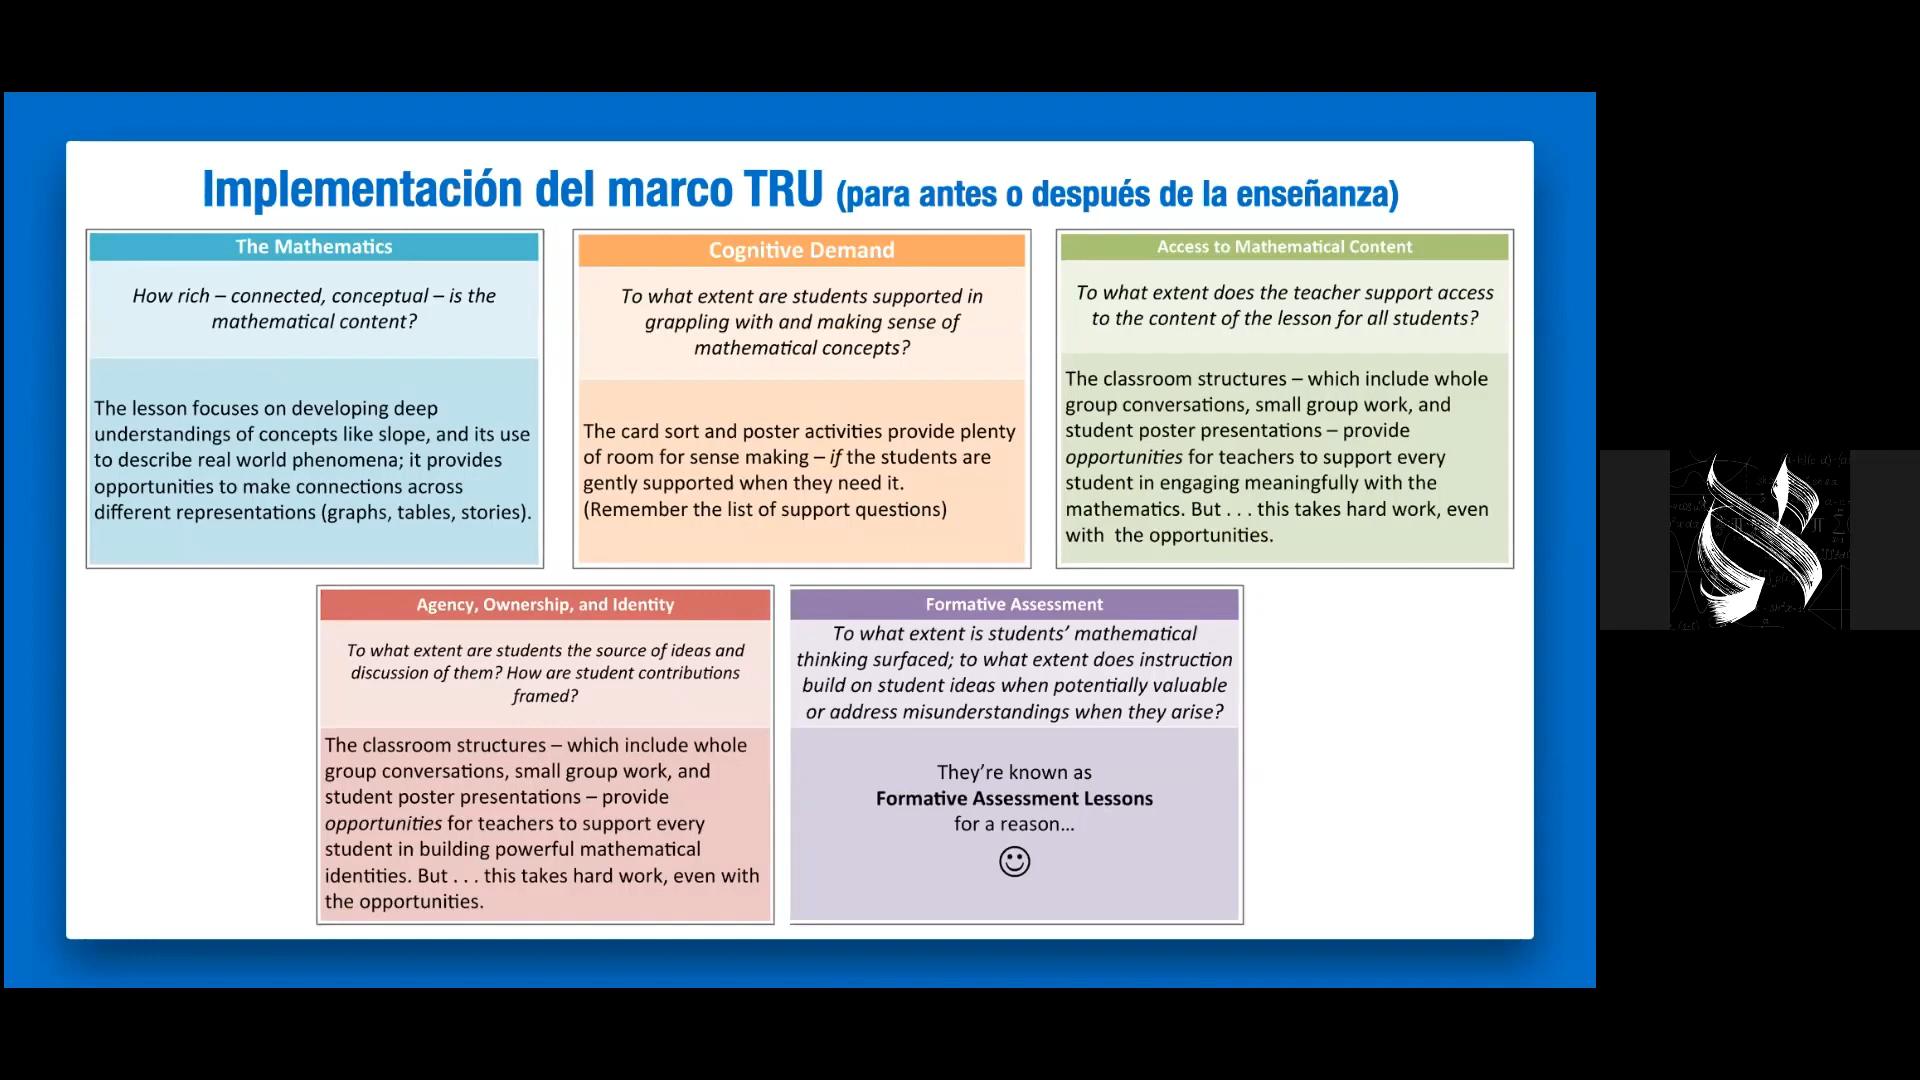 Implementación del marco TRU (para antes o después de la enseñanza)
The Mathematics
How rich – connected, conceptual – is the
mathematical content?
The lesson focuses on developing deep
understandings of concepts like slope, and its use
to describe real world phenomena; it provides
opportunities to make connections across
different representations (graphs, tables, stories).
Cognitive Demand
To what extent are students supported in
grappling with and making sense of
mathematical concepts?
The card sort and poster activities provide plenty
of room for sense making – if the students are
gently supported when they need it.
(Remember the list of support questions)
Access to Mathematical Content
To what extent does the teacher support access
to the content of the lesson for all students?
The classroom structures – which include whole
group conversations, small group work, and
student poster presentations – provide
opportunities for teachers to support every
student in engaging meaningfully with the
mathematics. But . . . this takes hard work, even
with the opportunities.
Agency, Ownership, and Identity
To what extent are students the source of ideas and
discussion of them? How are student contributions
framed?
The classroom structures – which include whole
group conversations, small group work, and
student poster presentations – provide
opportunities for teachers to support every
student in building powerful mathematical
identities. But . . . this takes hard work, even with
the opportunities.
Formative Assessment
To what extent is students’ mathematical
thinking surfaced; to what extent does instruction
build on student ideas when potentially valuable
or address misunderstandings when they arise?
They’re known as
Formative Assessment Lessons
for a reason…